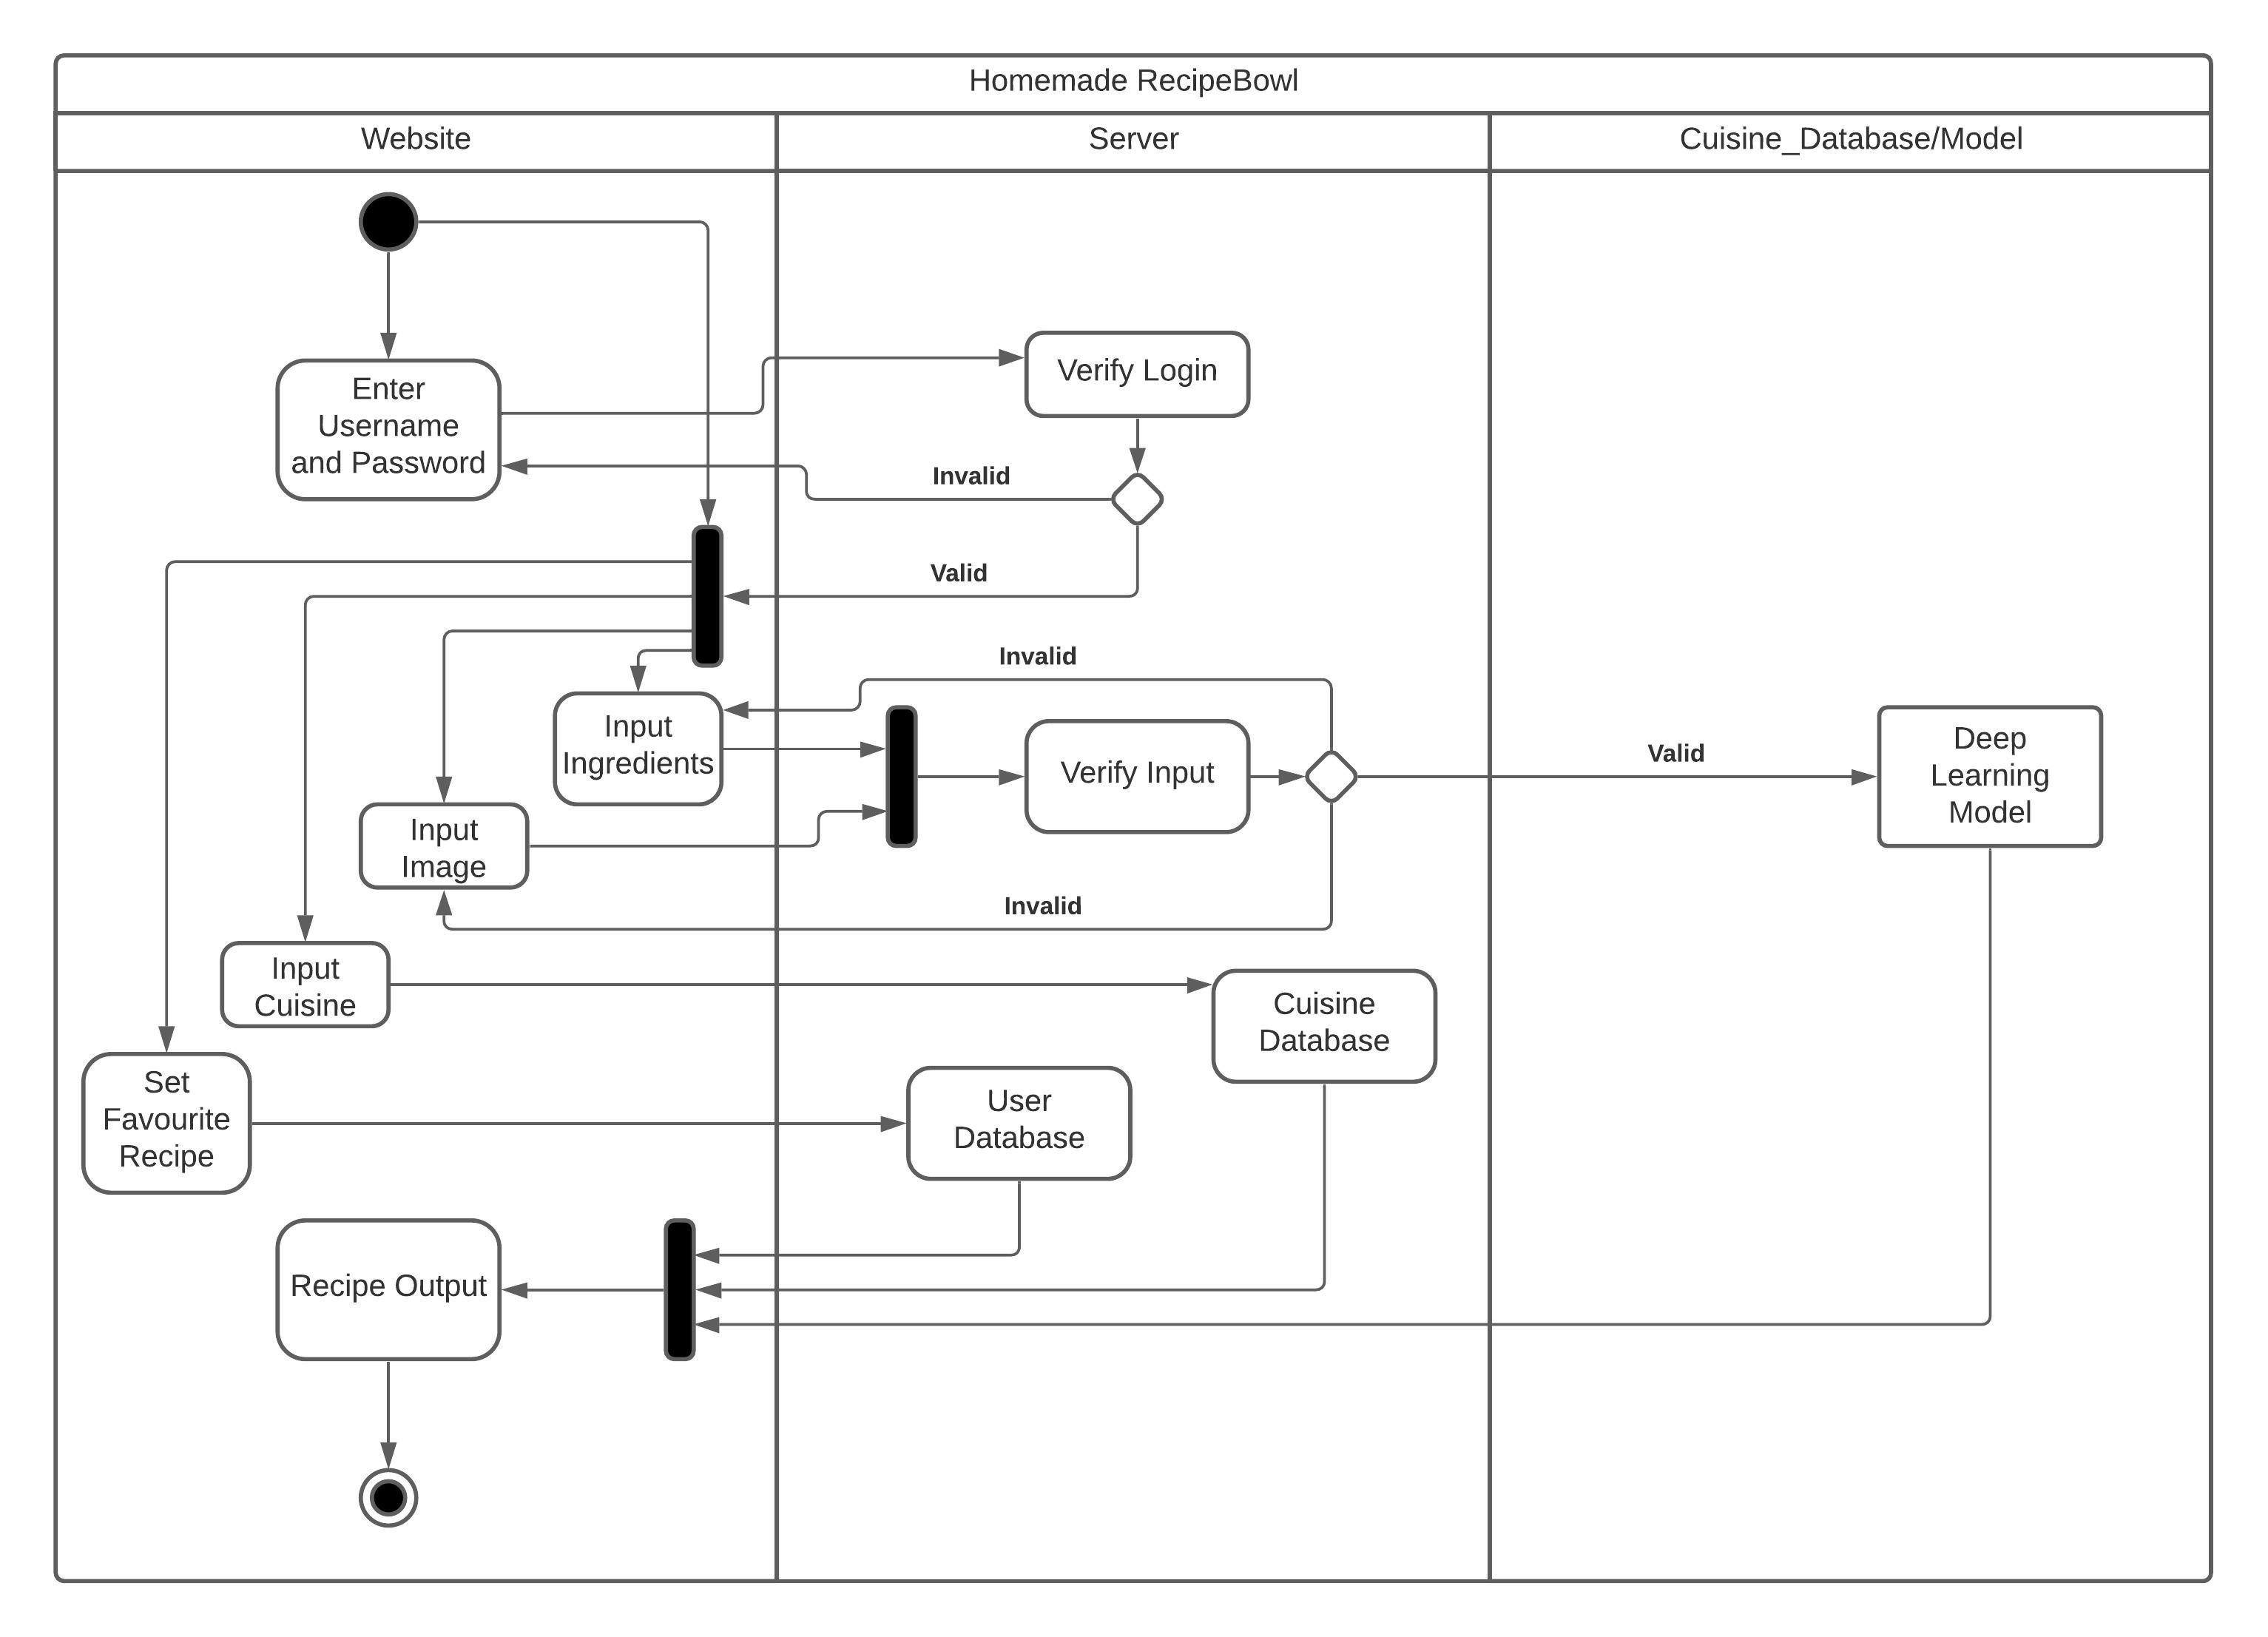 Homemade RecipeBowl
Website
Server
Cuisine_Database/Model
Enter
Username
and Password
Verify Login
Invalid
Valid
Invalid
Input
Ingredients
Verify Input
Valid
Deep
Learning
Model
Input
Image
Invalid
Input
Cuisine
Cuisine
Database
Set
Favourite
Recipe
User
Database
Recipe Output